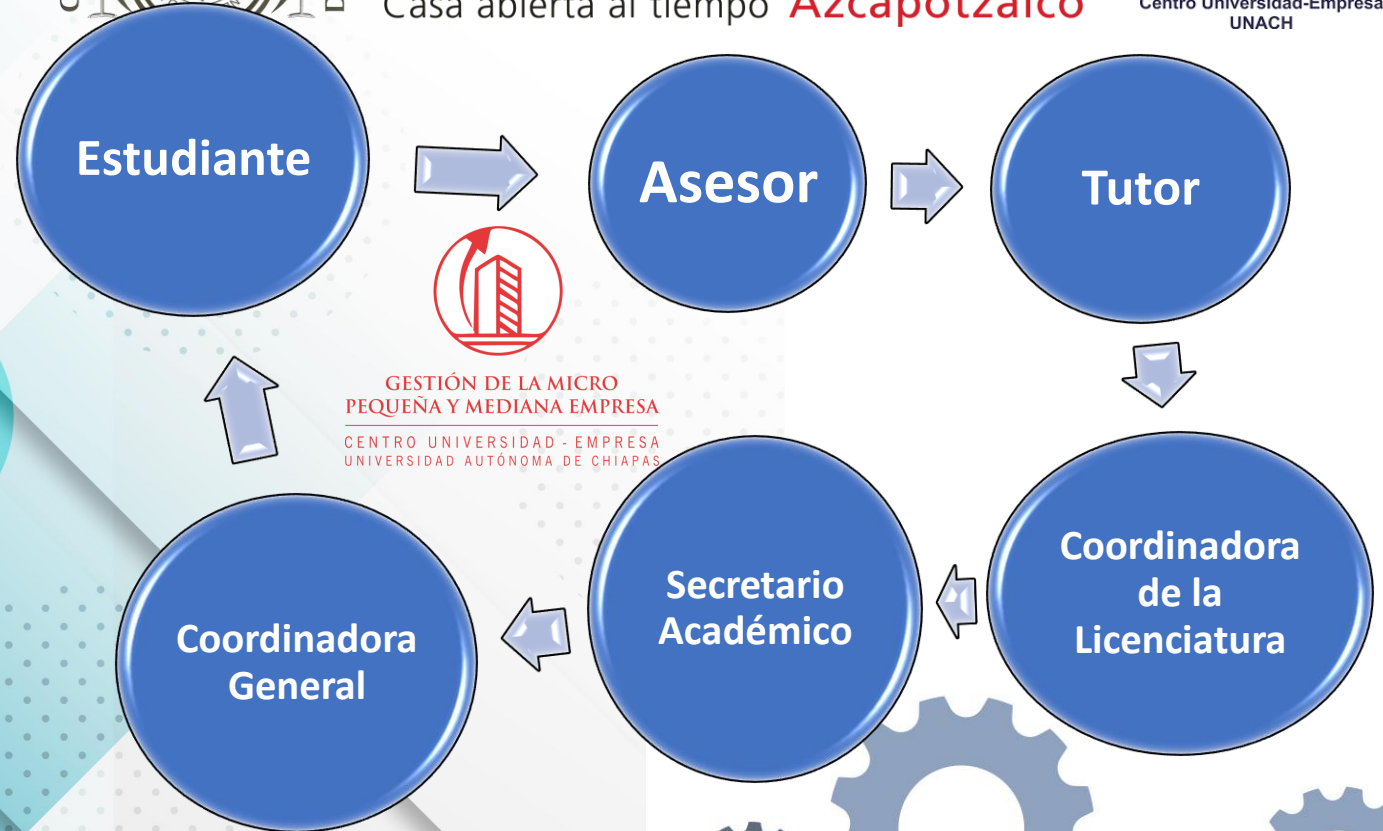 Casa abierta al tiempo Azcapotzalco
Centro Universidad-Empresa
UNACH
Estudiante
Asesor
Tutor
GESTIÓN DE LA MICRO
PEQUEÑA Y MEDIANA EMPRESA
CENTRO UNIVERSIDAD - EMPRESA
UNIVERSIDAD AUTÓNOMA DE CHIAPAS
Coordinadora
de la
Licenciatura
Secretario
Académico
Coordinadora
General